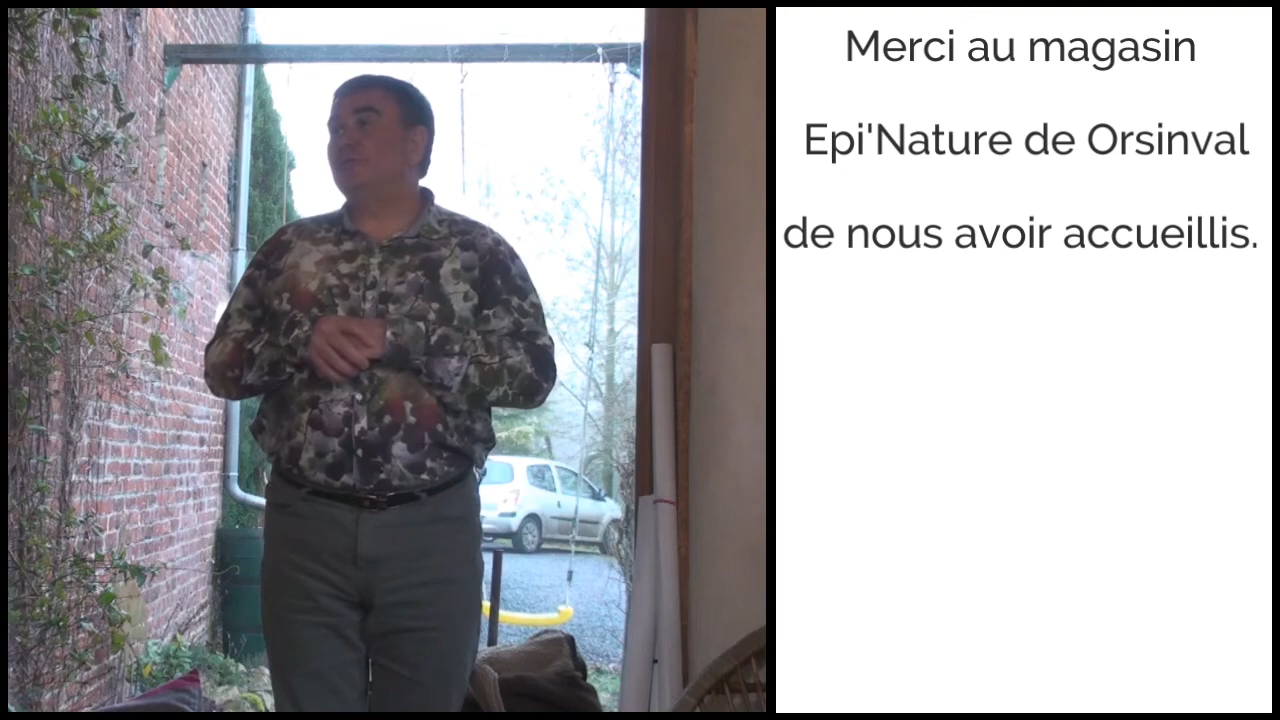 Merci au magasin
Epi'Nature de Orsinval
de nous avoir accueillis.